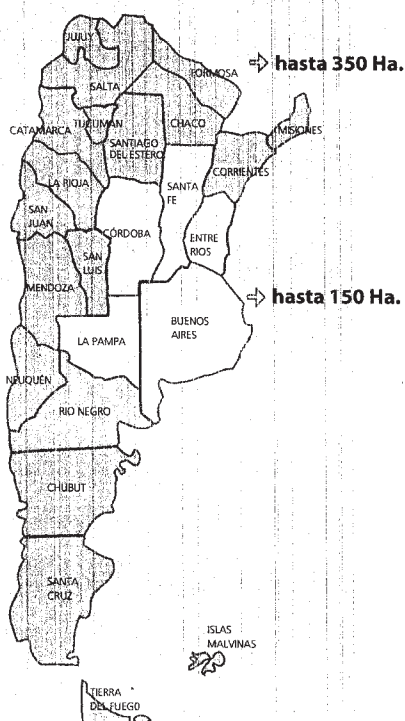 JUJUY
hasta 350 Ha.
FORMOSA
SALTA
CATAMARCA
TUCUMAN
CHACO
MISIONES
SANTIAGO
DEL ESTERO
CORRIENTES
LA RIOJA
SANTA
FE
SAN
JUAN
CÓRDOBA
ENTRE
RIOS
SAN
LUIS
MENDOZA
hasta 150 Ha.
BUENOS
AIRES
LA PAMPA
NEUQUÉN
RIO NEGRO
CHUBUT
SANTA
CRUZ
ISLAS
MALVINAS
TIERRA
DEL FUEGO